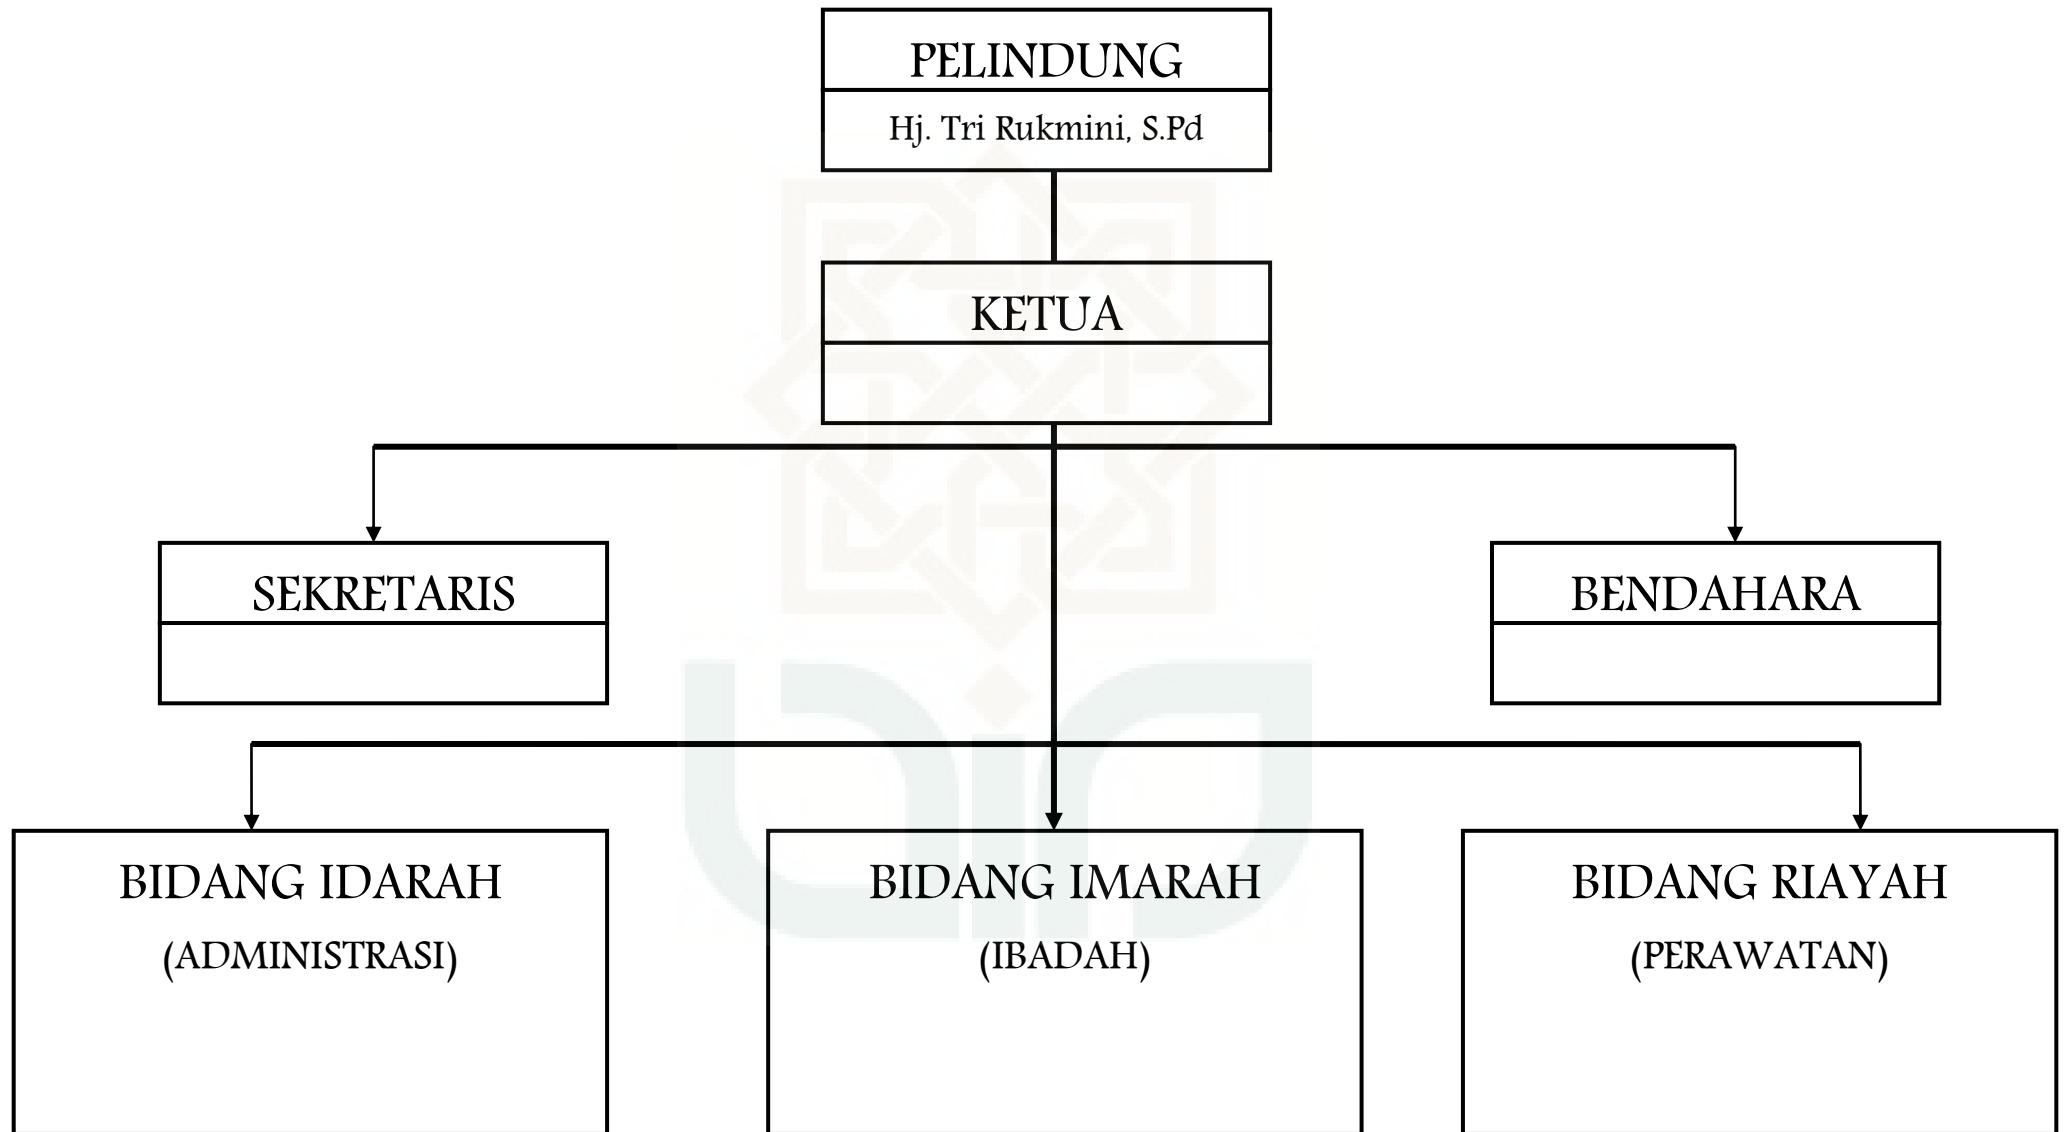 PELINDUNG
Hj. Tri Rukmini, S.Pd
KETUA
SEKRETARIS
BENDAHARA
BIDANG IDARAH
(ADMINISTRASI)
BIDANG IMARAH
(IBADAH)
BIDANG RIAYAH
(PERAWATAN)